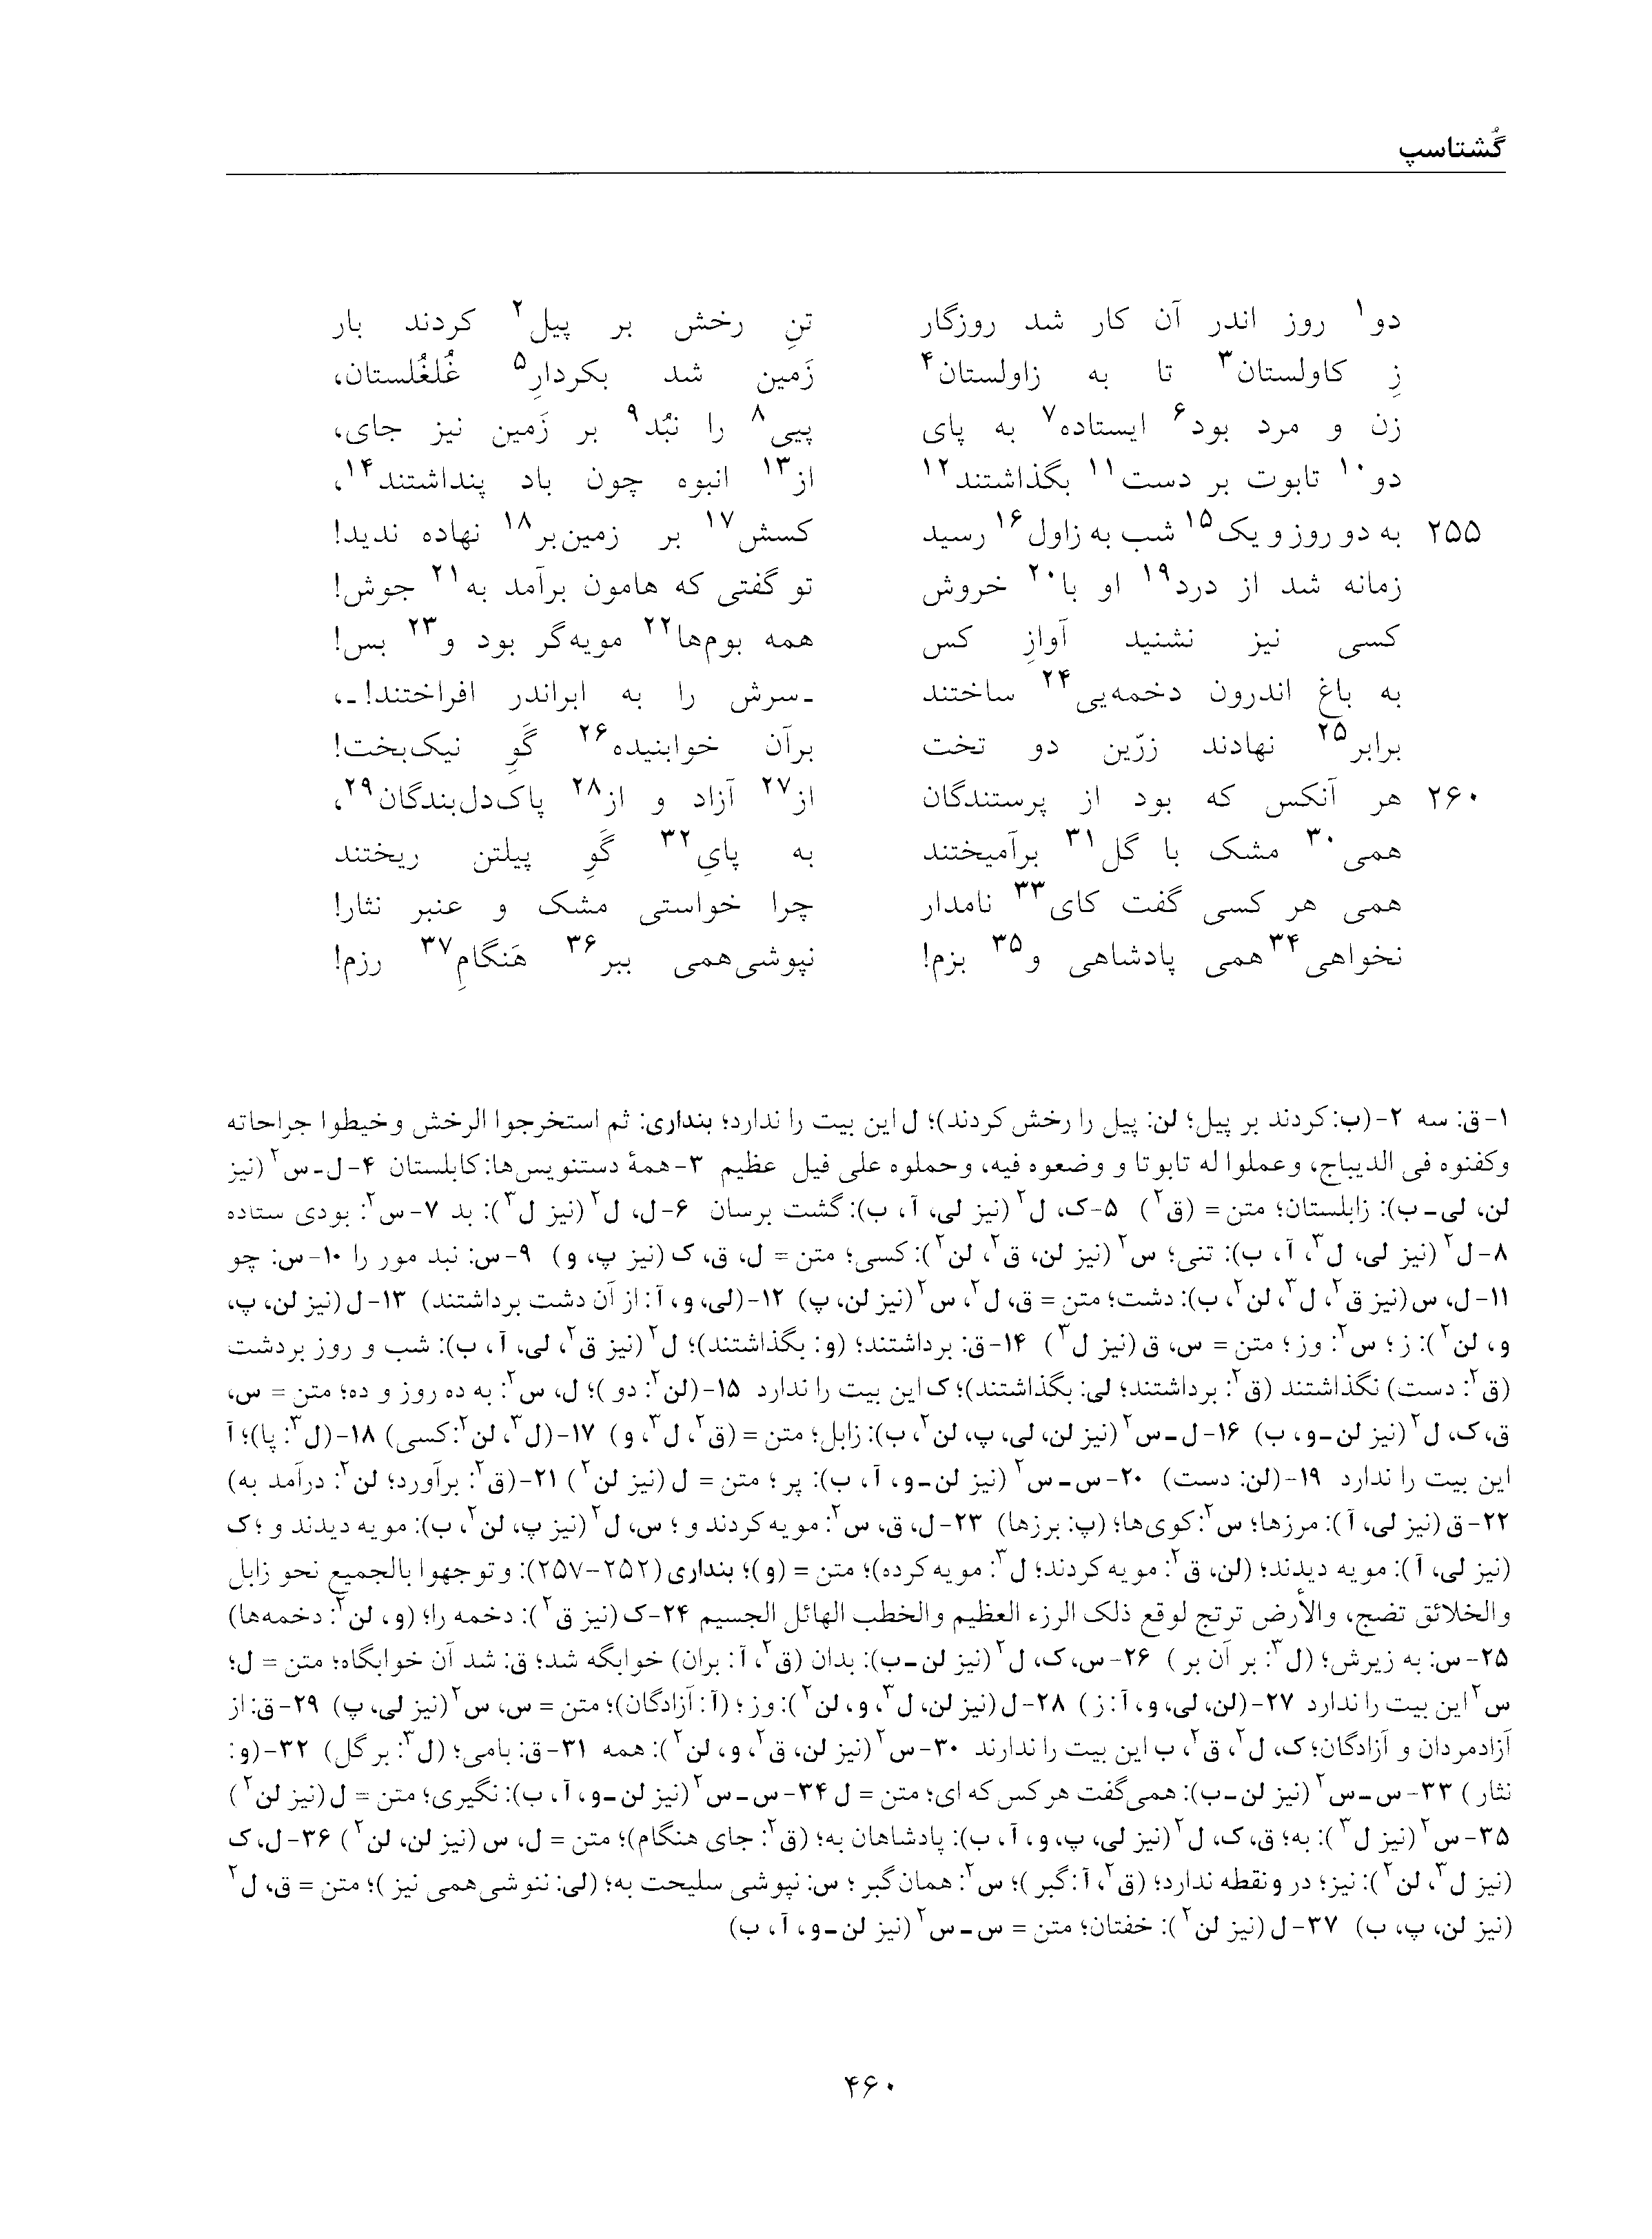 گُشتاسپ
دو۱ روز اندر آن کار شد روزگار تنِ رخش بر پیل۲ کردند بار
زِ کاولستان۳ تا به زاولستان۴ زَمین شد بکردارِ۵ غُلغُلستان،
زن و مرد بود۶ ایستاده۷ به پای پیی۸ را نبُد۹ بر زَمین نیز جای،
دو۱۰ تابوت بر دست۱۱ بگذاشتند۱۲ از۱۳ انبوه چون باد پنداشتند۱۴،
۲۵۵ به دو روز و یک۱۵ شب به زاول۱۶ رسید کسش۱۷ بر زمین‌بر۱۸ نهاده ندید!
زمانه شد از درد۱۹ او با۲۰ خروش تو گفتی که هامون برآمد به۲۱ جوش!
کسی نیز نشنید آوازِ کس همه بوم‌ها۲۲ مویه‌گر بود و۲۳ بس!
به باغ اندرون دخمه‌یی۲۴ ساختند ـ سرش را به ابراندر افراختند! ـ،
برابر۲۵ نهادند زرّین دو تخت برآن خوابنیده۲۶ گَوِ نیک‌بخت!
۲۶۰ هر آنکس که بود از پرستندگان از۲۷ آزاد و از۲۸ پاک‌دل‌بندگان۲۹،
همی۳۰ مشک با گل۳۱ برآمیختند به پایِ۳۲ گَوِ پیلتن ریختند
همی هر کسی گفت کای۳۳ نامدار چرا خواستی مشک و عنبر نثار!
نخواهی۳۴ همی پادشاهی و۳۵ بزم! نپوشی‌همی ببر۳۶ هَنگامِ۳۷ رزم!
۱-ق: سه ۲-(ب: کردند بر پیل؛ لن: پیل را رخش کردند)؛ ل این بیت را ندارد؛ بنداری: ثم استخرجوا الرخش وخیطوا جراحاته
وکفنوه فی الدیباج، وعملوا له تابوتا و وضعوه فیه، وحملوه علی فیل عظیم ۳-همهٔ دستنویس‌ها: کابلستان ۴-ل-س۲ (نیز
لن، لی-ب): زابلستان؛ متن = (ق۲) ۵-ک، ل۲ (نیز لی، آ، ب): گشت برسان ۶-ل، ل۲ (نیز ل۳): بد ۷-س۲: بودی ستاده
۸-ل۲ (نیز لی، ل۳، آ، ب): تنی؛ س۲ (نیز لن، ق۲، لن۲): کسی؛ متن = ل، ق، ک (نیز پ، و) ۹-س: نبد مور را ۱۰-س: چو
۱۱-ل، س (نیز ق۲، ل۳، لن۲، ب): دشت؛ متن = ق، ل۲، س۲ (نیز لن، پ) ۱۲-(لی، و، آ: از آن دشت برداشتند) ۱۳-ل (نیز لن، پ،
و، لن۲): ز؛ س۲: وز؛ متن = س، ق (نیز ل۳) ۱۴-ق: برداشتند؛ (و: بگذاشتند)؛ ل۲ (نیز ق۲، لی، آ، ب): شب و روز بردشت
(ق۲: دست) نگذاشتند (ق۲: برداشتند؛ لی: بگذاشتند)؛ ک این بیت را ندارد ۱۵-(لن۲: دو)؛ ل، س۲: به ده روز و ده؛ متن = س،
ق، ک، ل۲ (نیز لن-و، ب) ۱۶-ل-س۲ (نیز لن، لی، پ، لن۲، ب): زابل؛ متن = (ق۲، ل۳، و) ۱۷-(ل۳، لن۲: کسی) ۱۸-(ل۳: پا)؛ آ
این بیت را ندارد ۱۹-(لن: دست) ۲۰-س-س۲ (نیز لن-و، آ، ب): پر؛ متن = ل (نیز لن۲) ۲۱-(ق۲: برآورد؛ لن۲: درآمد به)
۲۲-ق (نیز لی، آ): مرزها؛ س۲: کوی‌ها؛ (پ: برزها) ۲۳-ل، ق، س۲: مویه کردند و؛ س، ل۲ (نیز پ، لن۲، ب): مویه دیدند و؛ ک
(نیز لی، آ): مویه دیدند؛ (لن، ق۲: مویه کردند؛ ل۳: مویه کرده)؛ متن = (و)؛ بنداری (۲۵۲-۲۵۷): وتوجهوا بالجمیع نحو زابل
والخلائق تضج، والأرض ترتج لوقع ذلک الرزء العظیم والخطب الهائل الجسیم ۲۴-ک (نیز ق۲): دخمه را؛ (و، لن۲: دخمه‌ها)
۲۵-س: به زیرش؛ (ل۳: بر آن بر) ۲۶-س، ک، ل۲ (نیز لن-ب): بدان (ق۲، آ: بران) خوابگه شد؛ ق: شد آن خوابگاه؛ متن = ل؛
س۲ این بیت را ندارد ۲۷-(لن، لی، و، آ: ز) ۲۸-ل (نیز لن، ل۳، و، لن۲): وز؛ (آ: آزادگان)؛ متن = س، س۲ (نیز لی، پ) ۲۹-ق: از
آزادمردان و آزادگان؛ ک، ل۲، ق۲، ب این بیت را ندارند ۳۰-س۲ (نیز لن، ق۲، و، لن۲): همه ۳۱-ق: بامی؛ (ل۳: بر گل) ۳۲-(و:
نثار) ۳۳-س-س۲ (نیز لن-ب): همی‌گفت هر کس که ای؛ متن = ل ۳۴-س-س۲ (نیز لن-و، آ، ب): نگیری؛ متن = ل (نیز لن۲)
۳۵-س۲ (نیز ل۳): به؛ ق، ک، ل۲ (نیز لی، پ، و، آ، ب): پادشاهان به؛ (ق۲: جای هنگام)؛ متن = ل، س (نیز لن، لن۲) ۳۶-ل، ک
(نیز ل۳، لن۲): نیز؛ در و نقطه ندارد؛ (ق۲، آ: گبر)؛ س۲: همان گبر؛ س: نپوشی سلیحت به؛ (لی: ننوشی‌همی نیز)؛ متن = ق، ل۲
(نیز لن، پ، ب) ۳۷-ل (نیز لن۲): خفتان؛ متن = س-س۲ (نیز لن-و، آ، ب)
۴۶۰